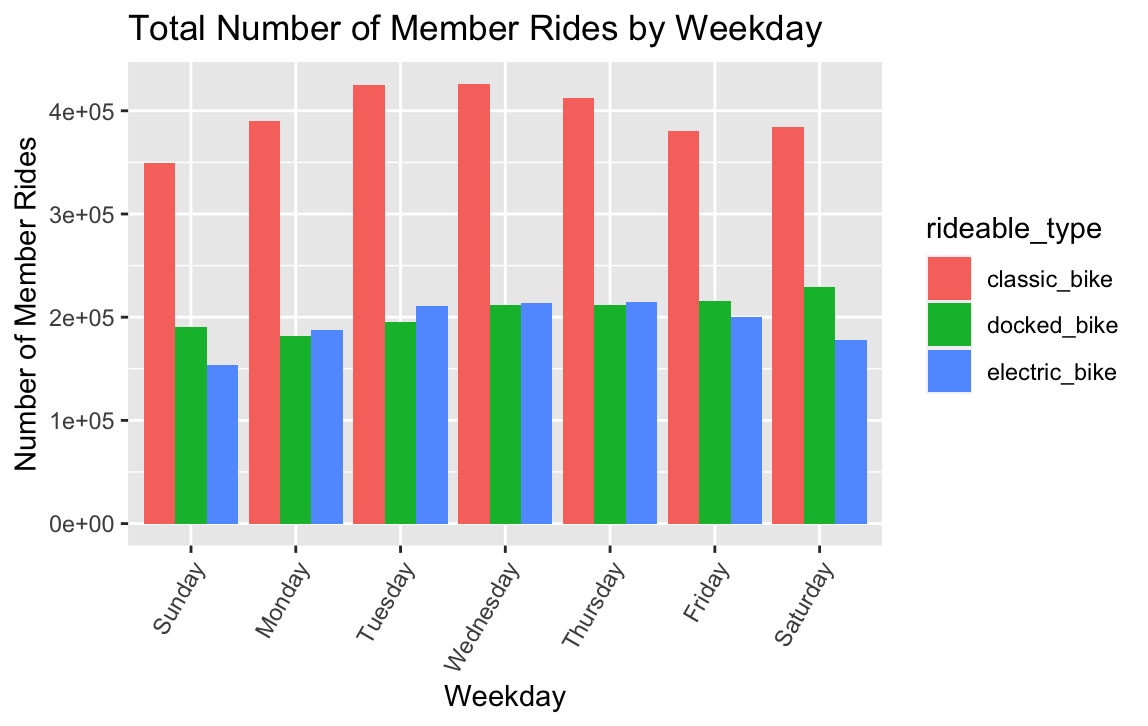 Total Number of Member Rides by Weekday
Number of Member Rides
4e+05
3e+05
2e+05
1e+05
0e+00
Sunday
Monday
Tuesday
Wednesday
Thursday
Friday
Saturday
Weekday
rideable_type
classic_bike
docked_bike
electric_bike